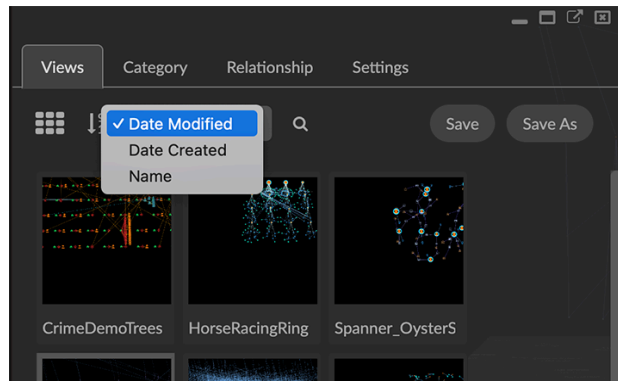 Views Category Relationship Settings
Date Modified
Date Created
Name
Save Save As
CrimeDemoTrees HorseRacingRing Spanner_OysterS